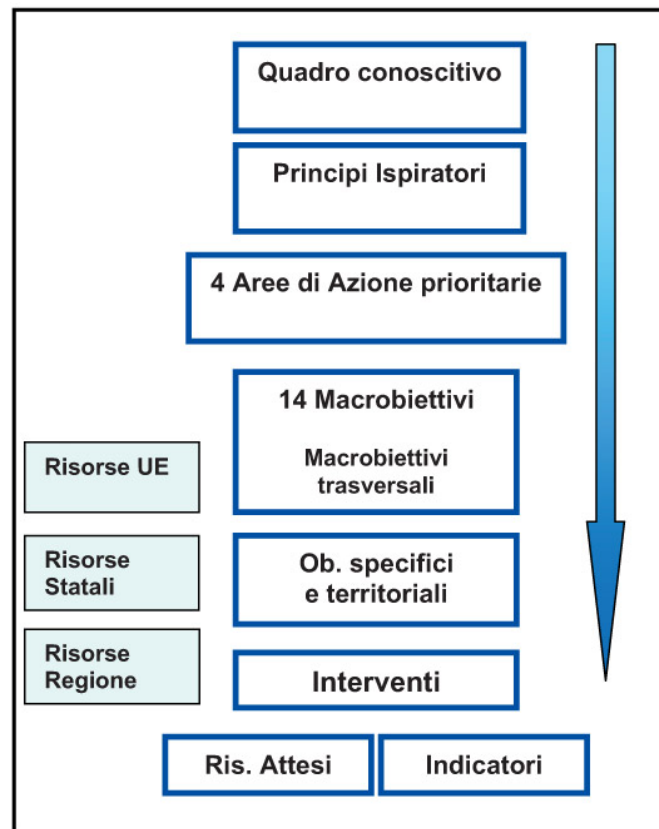 Quadro conoscitivo
Principi Ispiratori
4 Aree di Azione prioritarie
14 Macrobiettivi
Macrobiettivi
trasversali
Risorse UE
Risorse
Statali
Ob. specifici
e territoriali
Risorse
Regione
Interventi
Ris. Attesi
Indicatori